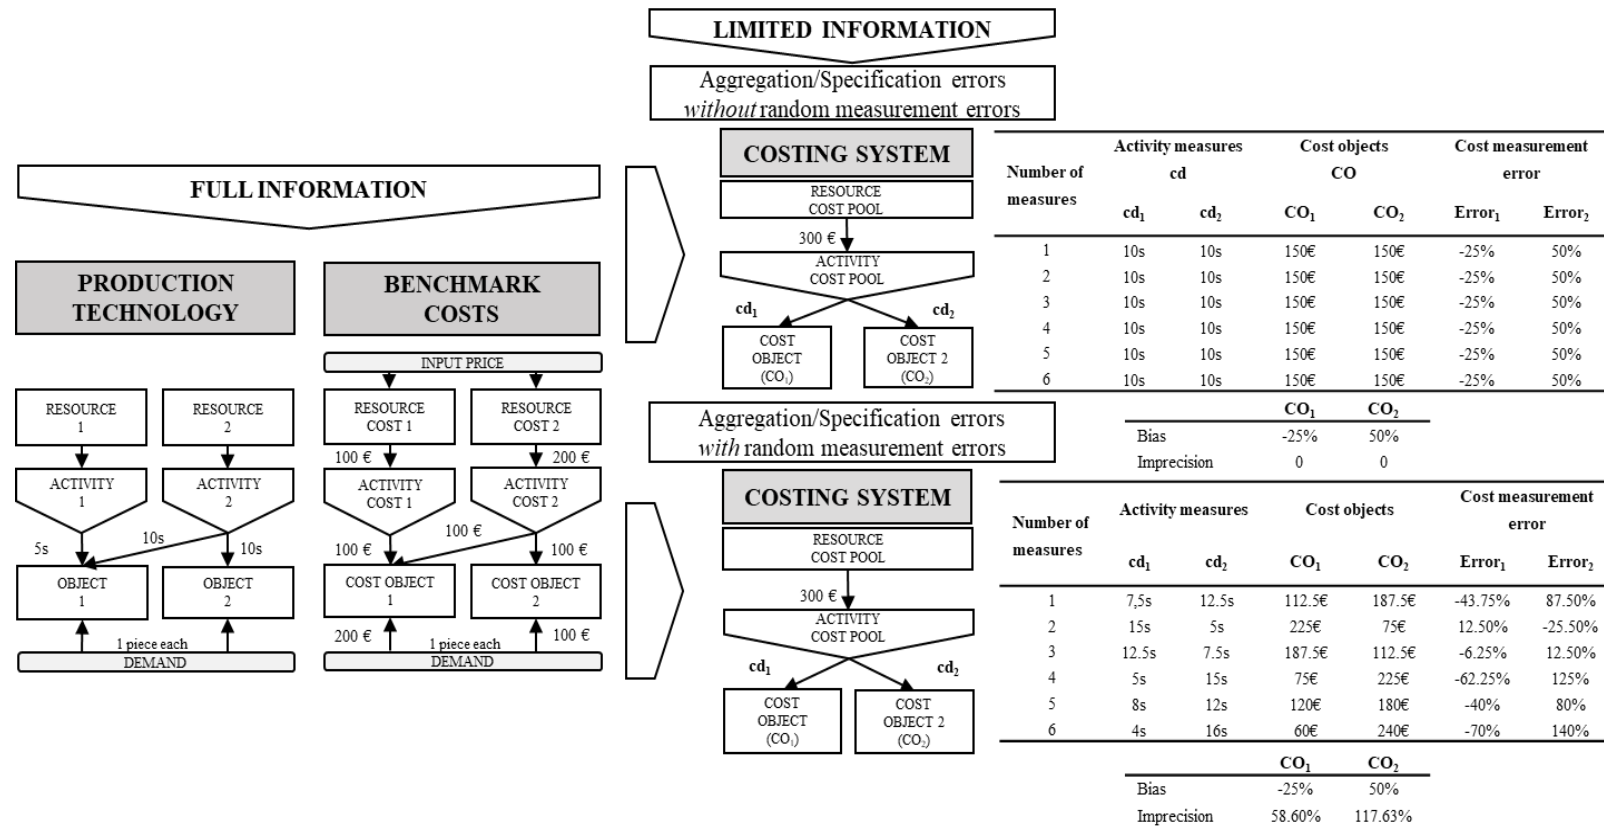 FULL INFORMATION
PRODUCTION
TECHNOLOGY
RESOURCE
1
RESOURCE
2
ACTIVITY
1
ACTIVITY
2
5s
10s
10s
OBJECT
1
OBJECT
2
1 piece each
DEMAND
BENCHMARK
COSTS
INPUT PRICE
RESOURCE
COST 1
RESOURCE
COST 2
100 €
200 €
ACTIVITY
COST 1
ACTIVITY
COST 2
100 €
100 €
100 €
COST OBJECT
1
COST OBJECT
2
200 €
1 piece each
100 €
DEMAND
LIMITED INFORMATION
Aggregation/Specification errors
without random measurement errors
COSTING SYSTEM
RESOURCE
COST POOL
300 €
ACTIVITY
COST POOL
cd1
cd2
COST
OBJECT
(CO1)
COST
OBJECT 2
(CO2)
Number of
measures
Activity measures
cd
Cost objects
CO
Cost measurement
error
cd1 cd2 CO1 CO2 Error1 Error2
1 10s 10s 150€ 150€ -25% 50%
2 10s 10s 150€ 150€ -25% 50%
3 10s 10s 150€ 150€ -25% 50%
4 10s 10s 150€ 150€ -25% 50%
5 10s 10s 150€ 150€ -25% 50%
6 10s 10s 150€ 150€ -25% 50%
CO1 CO2
Bias -25% 50%
Imprecision 0 0
Aggregation/Specification errors
with random measurement errors
COSTING SYSTEM
RESOURCE
COST POOL
300 €
ACTIVITY
COST POOL
cd1
cd2
COST
OBJECT
(CO1)
COST
OBJECT 2
(CO2)
Number of
measures
Activity measures
Cost objects
Cost measurement
error
cd1 cd2 CO1 CO2 Error1 Error2
1 7,5s 12.5s 112.5€ 187.5€ -43.75% 87.50%
2 15s 5s 225€ 75€ 12.50% -25.50%
3 12.5s 7.5s 187.5€ 112.5€ -6.25% 12.50%
4 5s 15s 75€ 225€ -62.25% 125%
5 8s 12s 120€ 180€ -40% 80%
6 4s 16s 60€ 240€ -70% 140%
CO1 CO2
Bias -25% 50%
Imprecision 58.60% 117.63%